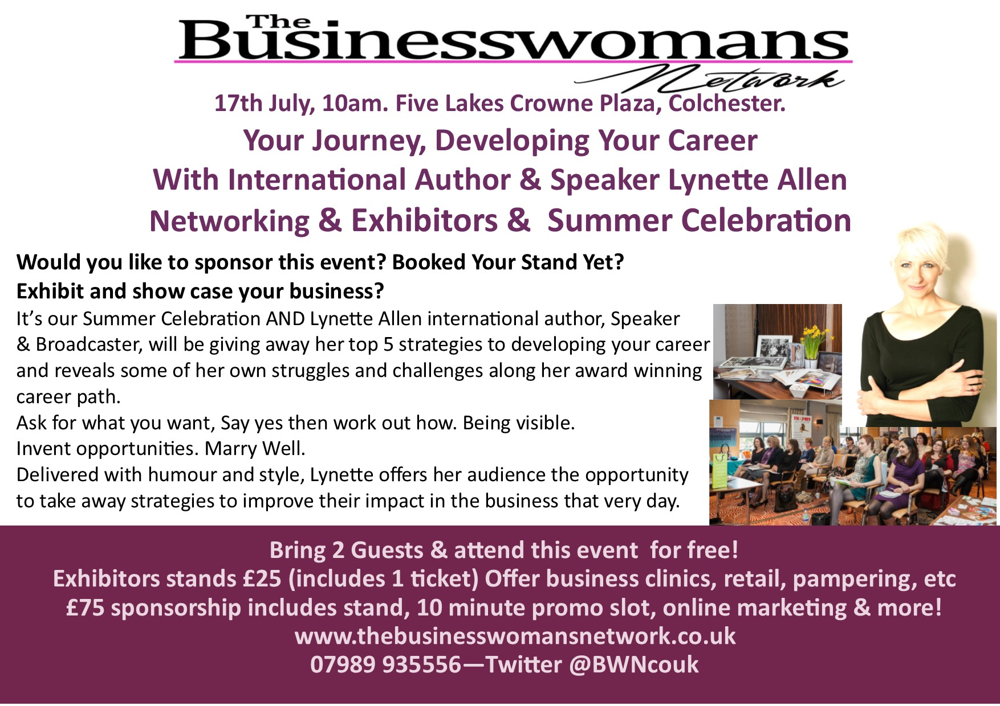 The
Businesswomans
Network
17th July, 10am. Five Lakes Crowne Plaza, Colchester.
Your Journey, Developing Your Career
With International Author & Speaker Lynette Allen
Networking & Exhibitors & Summer Celebration
Would you like to sponsor this event? Booked Your Stand Yet?
Exhibit and show case your business?
It’s our Summer Celebration AND Lynette Allen international author, Speaker
& Broadcaster, will be giving away her top 5 strategies to developing your career
and reveals some of her own struggles and challenges along her award winning
career path.
Ask for what you want, Say yes then work out how. Being visible.
Invent opportunities. Marry Well.
Delivered with humour and style, Lynette offers her audience the opportunity
to take away strategies to improve their impact in the business that very day.
Jayne
Bring 2 Guests & attend this event for free!
Exhibitors stands £25 (includes 1 ticket) Offer business clinics, retail, pampering, etc
£75 sponsorship includes stand, 10 minute promo slot, online marketing & more!
www.thebusinesswomansnetwork.co.uk
07989 935556—Twitter @BWNcouk